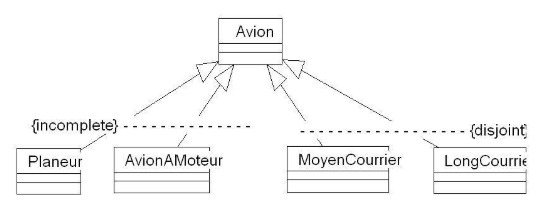 Avion
{incomplete}
{disjoint}
Planeur
AvionAMoteur
MoyenCourrier
LongCourrie